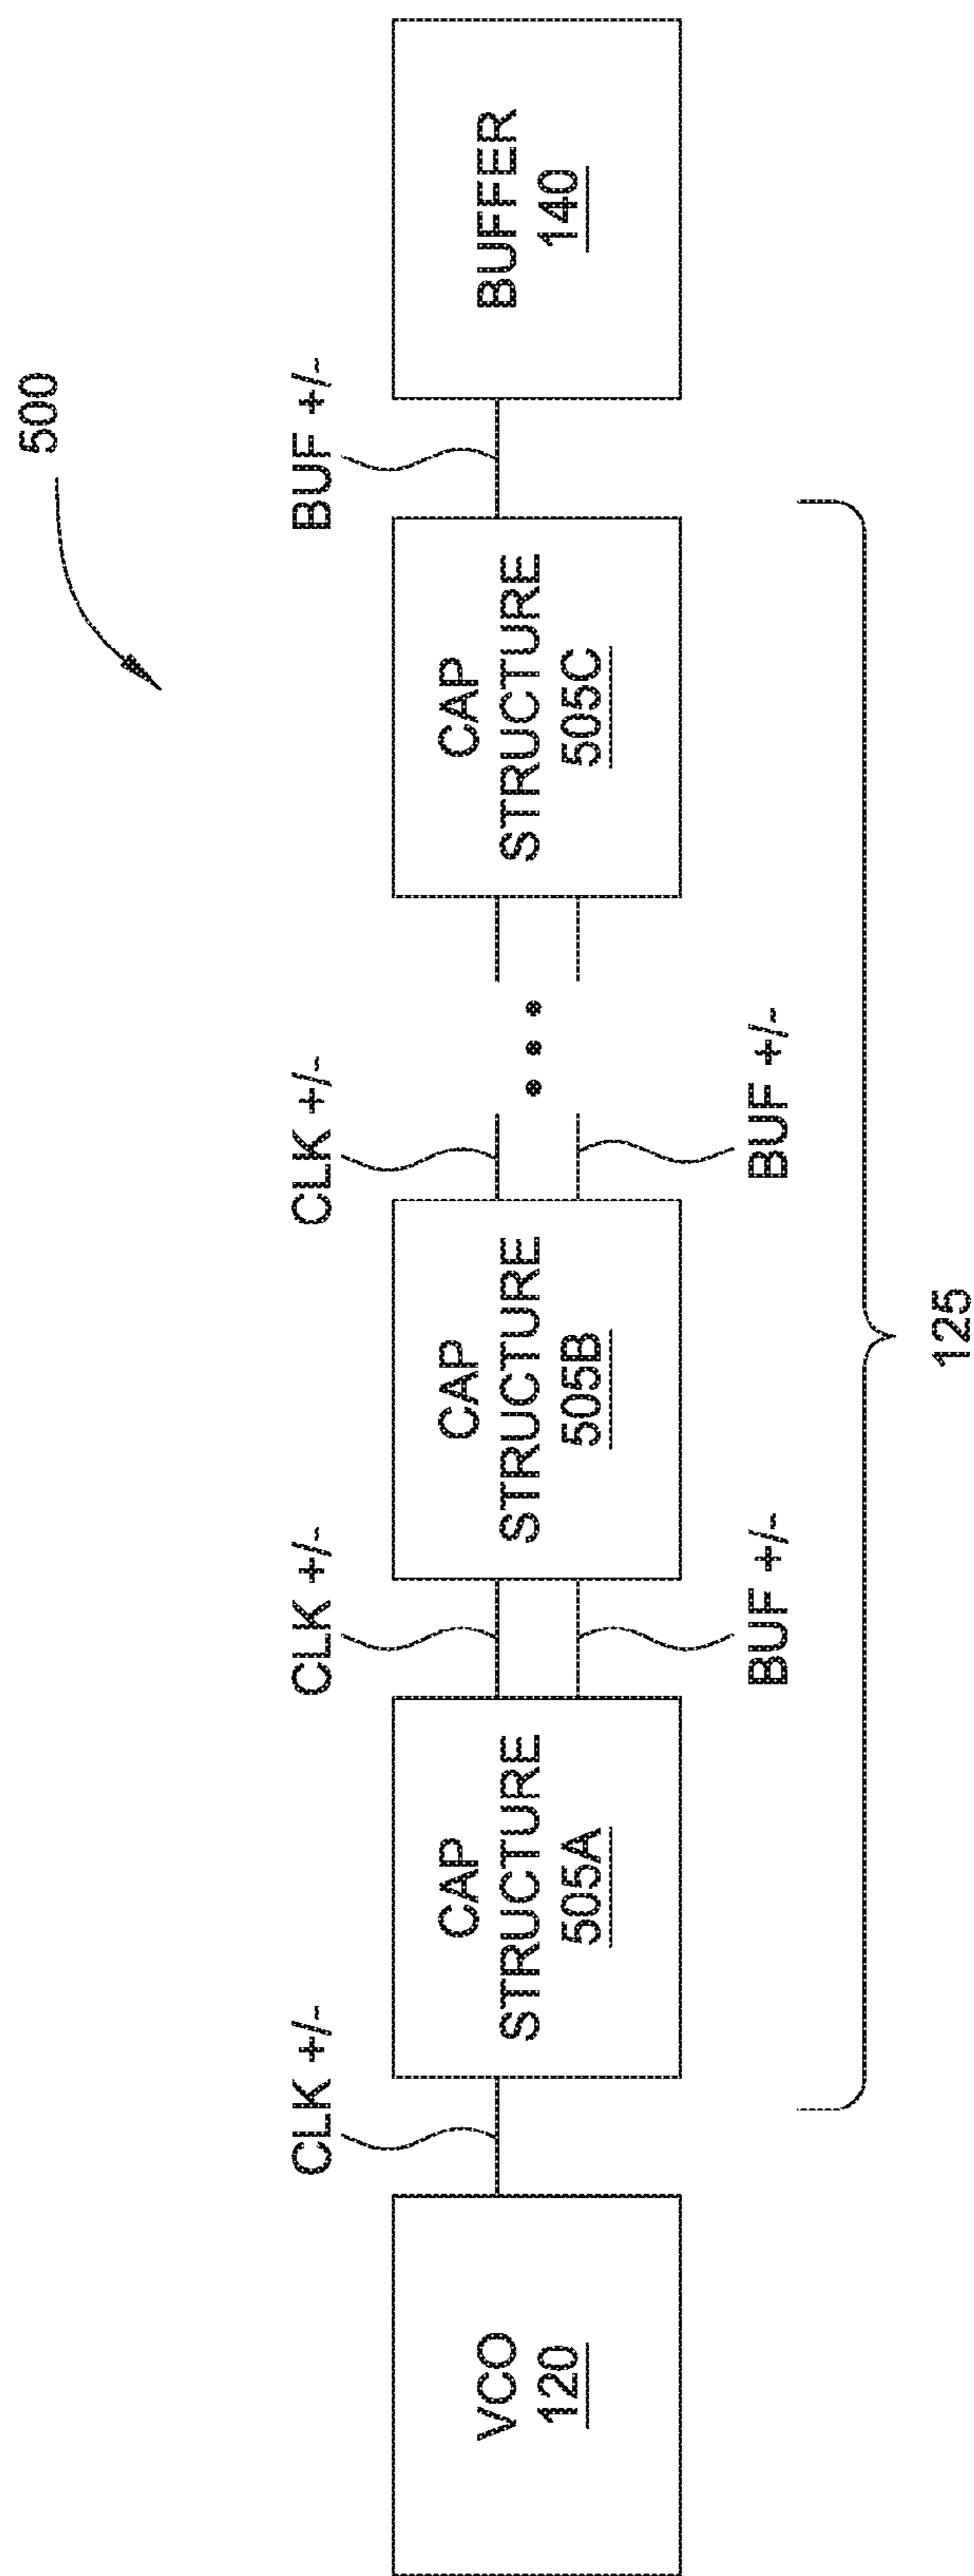 500
CLK +/-
CLK +/-
CLK +/-
BUF +/-
VCO
120
CAP
STRUCTURE
505A
CAP
STRUCTURE
505B
CAP
STRUCTURE
505C
BUFFER
140
BUF +/-
BUF +/-
125